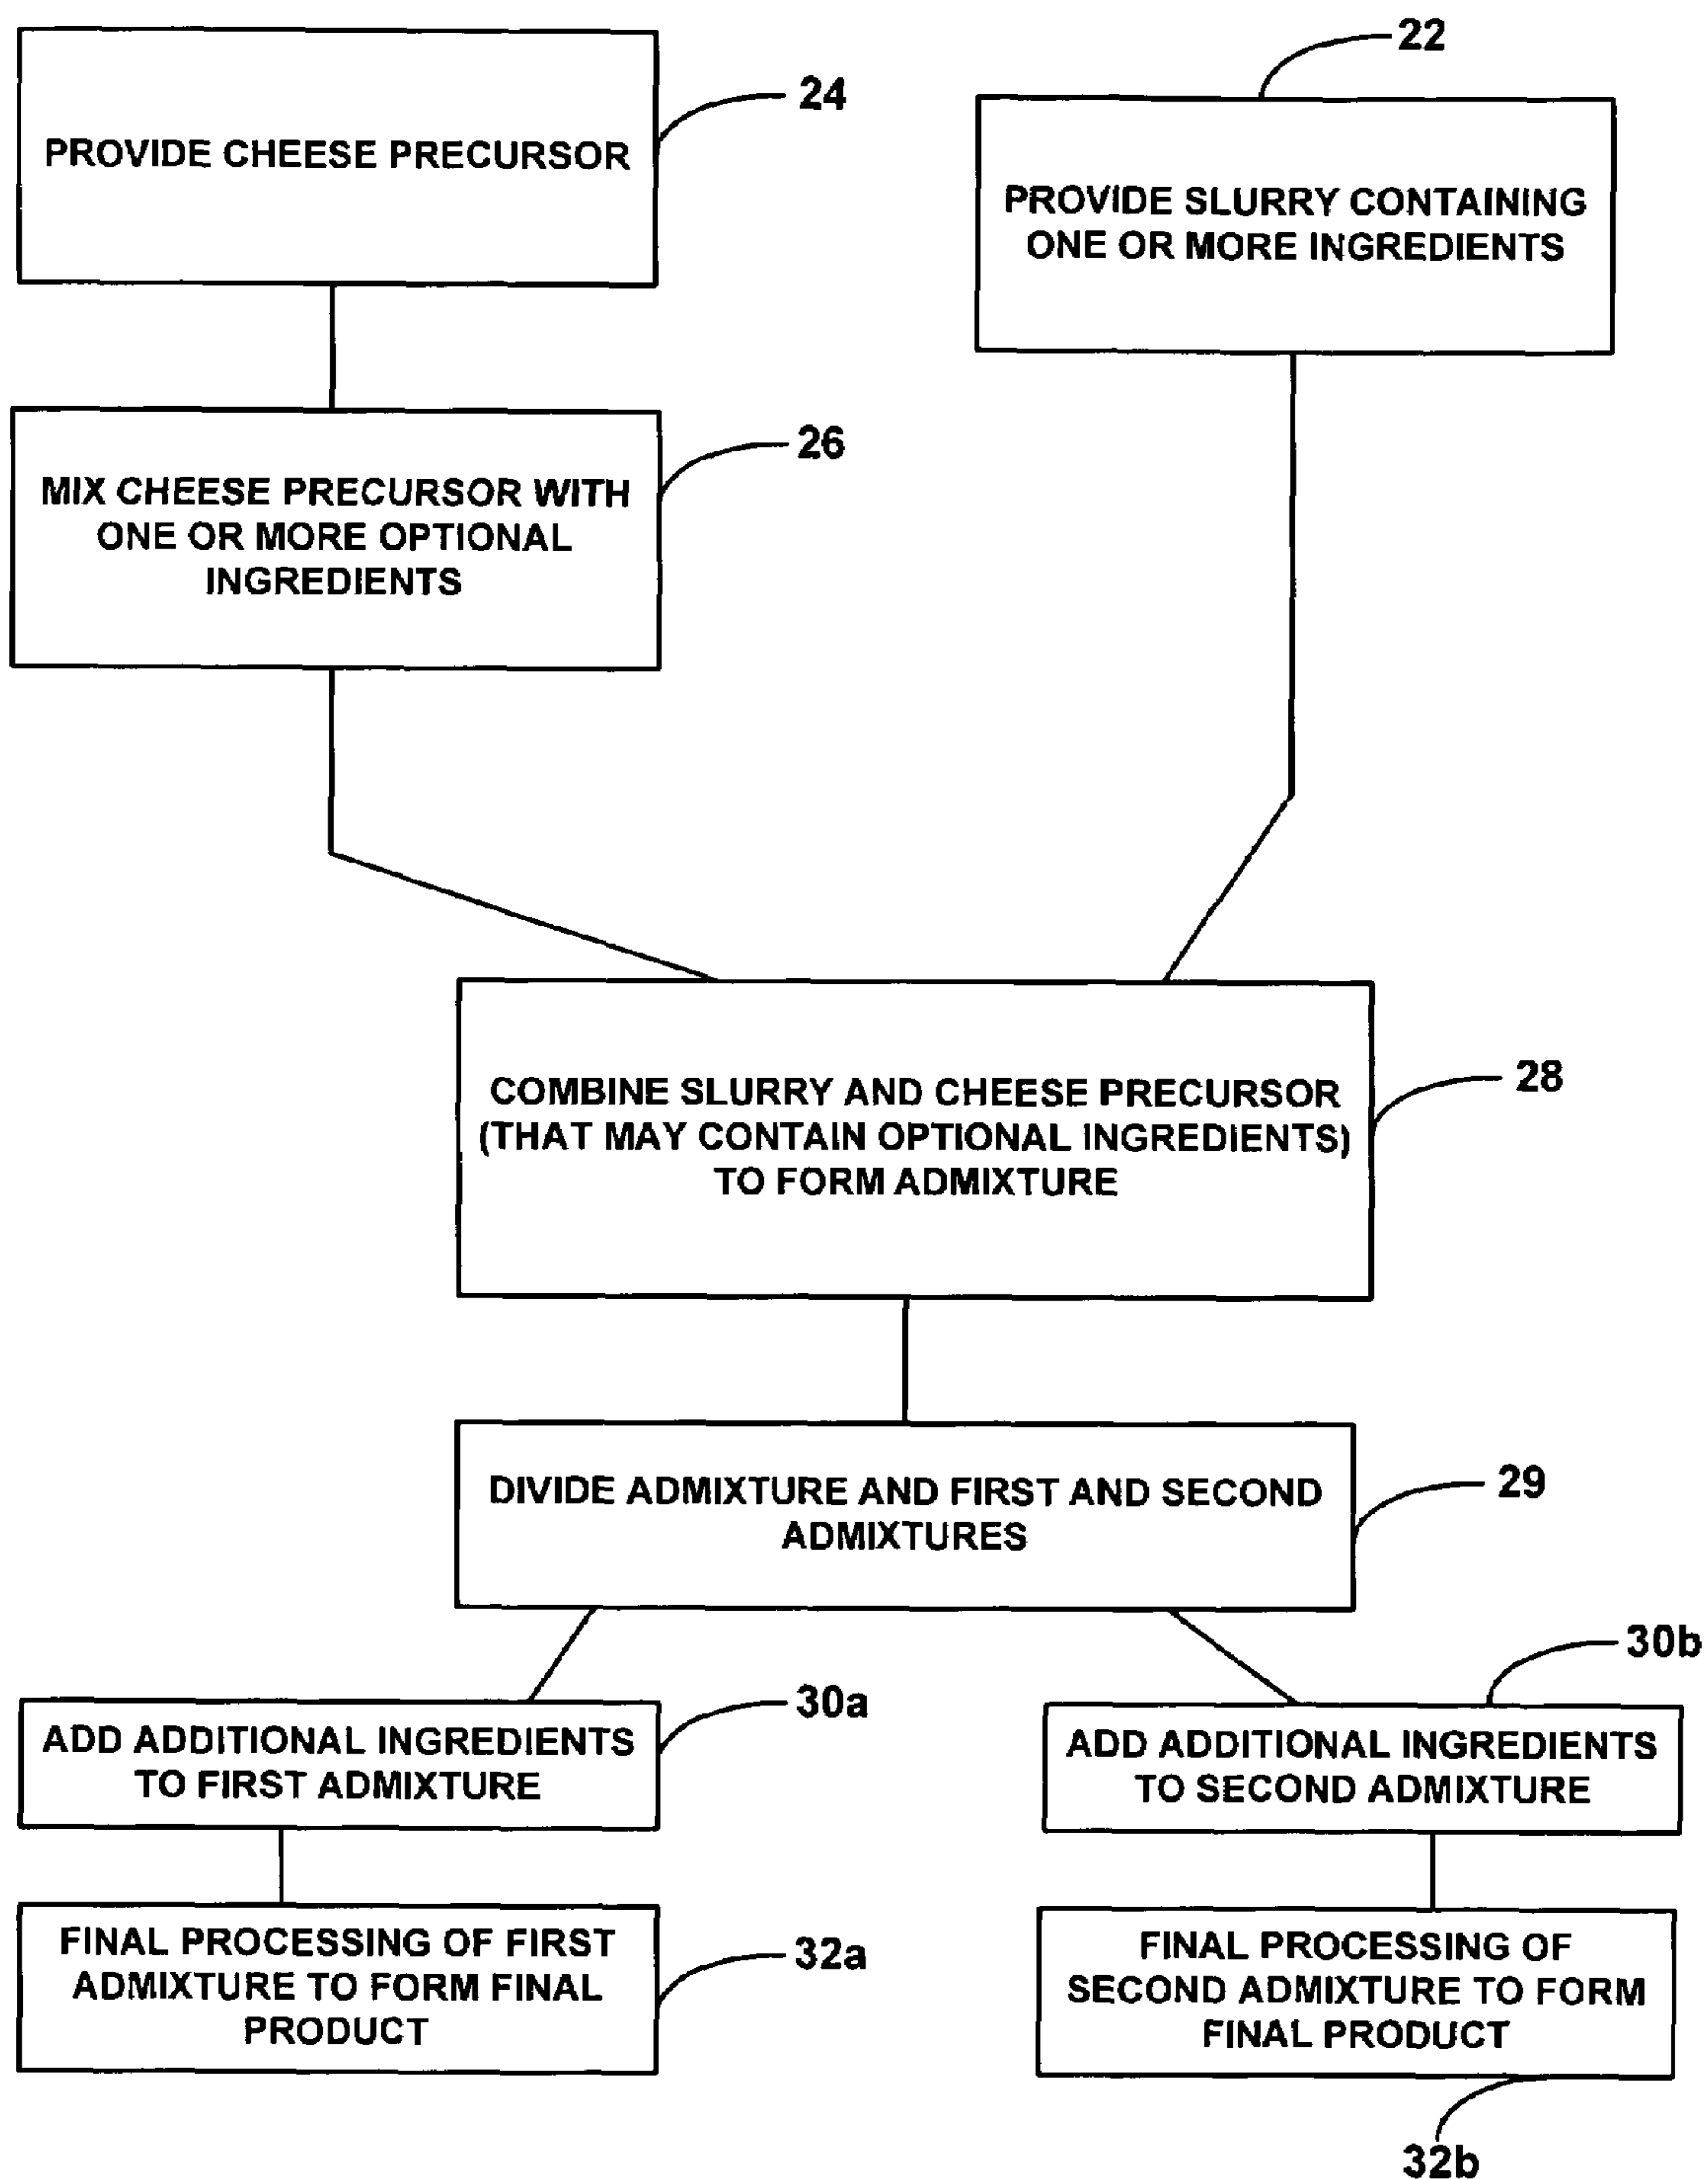 22
24
PROVIDE CHEESE PRECURSOR
PROVIDE SLURRY CONTAINING
ONE OR MORE INGREDIENTS
26
MIX CHEESE PRECURSOR WITH
ONE OR MORE OPTIONAL
INGREDIENTS
28
COMBINE SLURRY AND CHEESE PRECURSOR
(THAT MAY CONTAIN OPTIONAL INGREDIENTS)
TO FORM ADMIXTURE
29
DIVIDE ADMIXTURE AND FIRST AND SECOND
ADMIXTURES
30a
ADD ADDITIONAL INGREDIENTS
TO FIRST ADMIXTURE
30b
ADD ADDITIONAL INGREDIENTS
TO SECOND ADMIXTURE
32a
FINAL PROCESSING OF FIRST
ADMIXTURE TO FORM FINAL
PRODUCT
FINAL PROCESSING OF
SECOND ADMIXTURE TO FORM
FINAL PRODUCT
32b